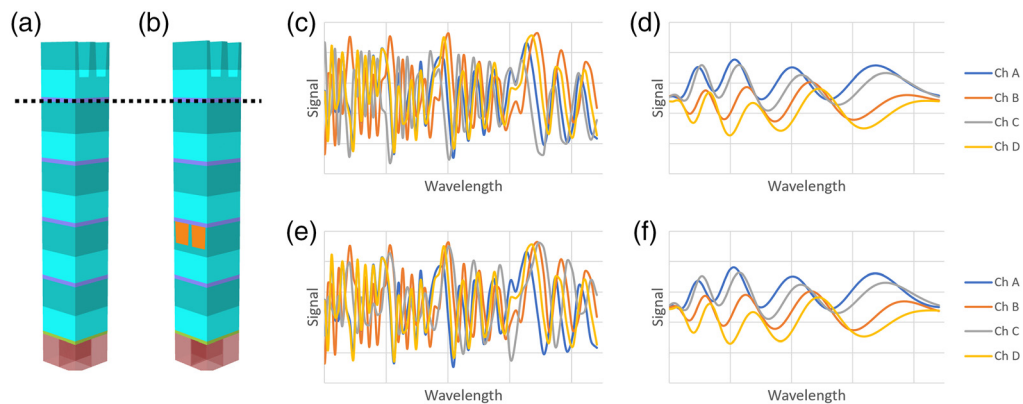 (a)
(b)
(c)
Signal
Wavelength
(d)
Signal
Wavelength
Ch A
Ch B
Ch C
Ch D
(e)
Signal
Wavelength
(f)
Signal
Wavelength
Ch A
Ch B
Ch C
Ch D